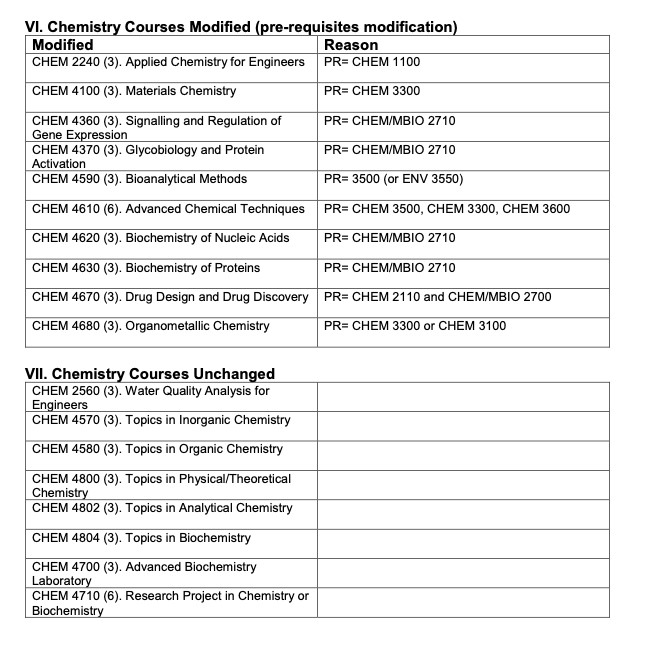 VI. Chemistry Courses Modified (pre-requisites modification)
Modified Reason
CHEM 2240 (3). Applied Chemistry for Engineers PR= CHEM 1100
CHEM 4100 (3). Materials Chemistry PR= CHEM 3300
CHEM 4360 (3). Signalling and Regulation of PR= CHEM/MBIO 2710
Gene Expression
CHEM 4370 (3). Glycobiology and Protein PR= CHEM/MBIO 2710
Activation
CHEM 4590 (3). Bioanalytical Methods PR= 3500 (or ENV 3550)
CHEM 4610 (6). Advanced Chemical Techniques PR= CHEM 3500, CHEM 3300, CHEM 3600
CHEM 4620 (3). Biochemistry of Nucleic Acids PR= CHEM/MBIO 2710
CHEM 4630 (3). Biochemistry of Proteins PR= CHEM/MBIO 2710
CHEM 4670 (3). Drug Design and Drug Discovery PR= CHEM 2110 and CHEM/MBIO 2700
CHEM 4680 (3). Organometallic Chemistry PR= CHEM 3300 or CHEM 3100
VII. Chemistry Courses Unchanged
CHEM 2560 (3). Water Quality Analysis for
Engineers
CHEM 4570 (3). Topics in Inorganic Chemistry
CHEM 4580 (3). Topics in Organic Chemistry
CHEM 4800 (3). Topics in Physical/Theoretical
Chemistry
CHEM 4802 (3). Topics in Analytical Chemistry
CHEM 4804 (3). Topics in Biochemistry
CHEM 4700 (3). Advanced Biochemistry
Laboratory
CHEM 4710 (6). Research Project in Chemistry or
Biochemistry